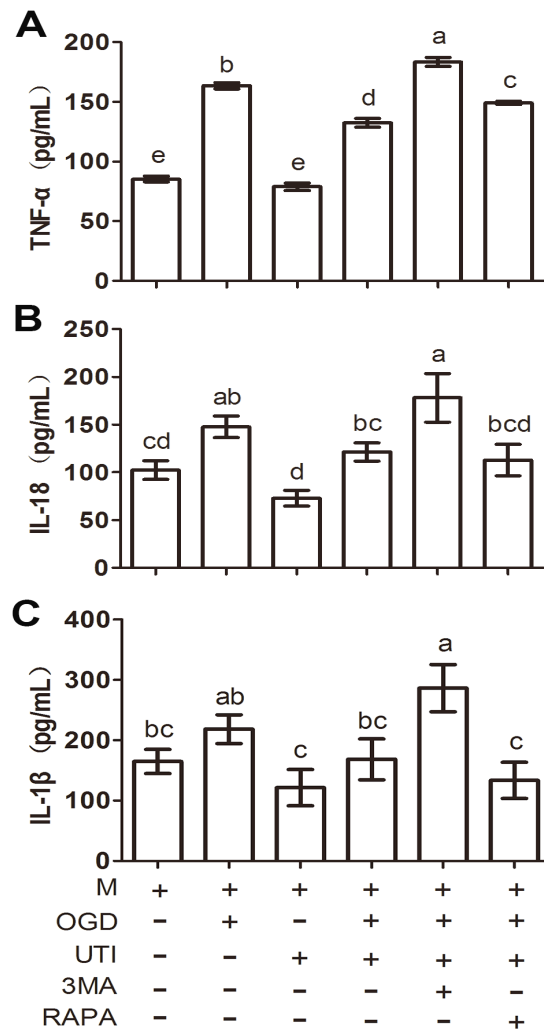 A
TNF-α (pg/mL)
200
150
100
50
0
e
b
e
d
a
c
B
IL-18 (pg/mL)
250
200
150
100
50
0
cd
ab
d
bc
a
bcd
C
IL-1β (pg/mL)
400
300
200
100
0
bc
ab
c
bc
a
c
M + + + + + +
OGD - + - + + +
UTI - - + + + +
3MA - - - - + -
RAPA - - - - - +